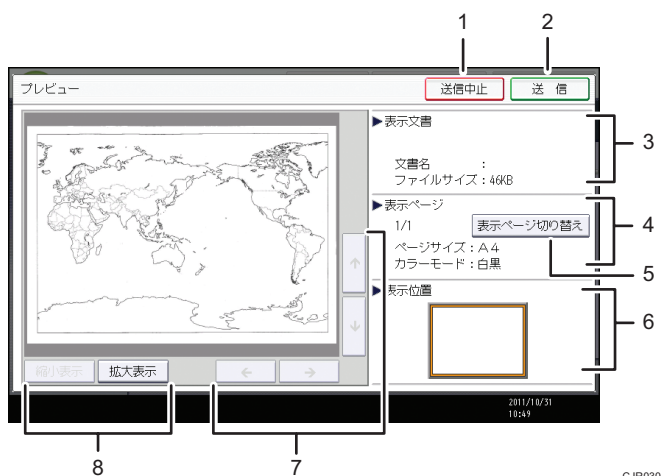 1
2
プレビュー
送信中止
送 信
▶表示文書
3
文書名 :
ファイルサイズ:46KB
▶表示ページ
4
1/1
表示ページ切り替え
ページサイズ:A4
カラーモード:白黒
5
▶表示位置
6
↑
↓
縮小表示
拡大表示
←
→
2011/10/31
10:49
8
7
CJR030